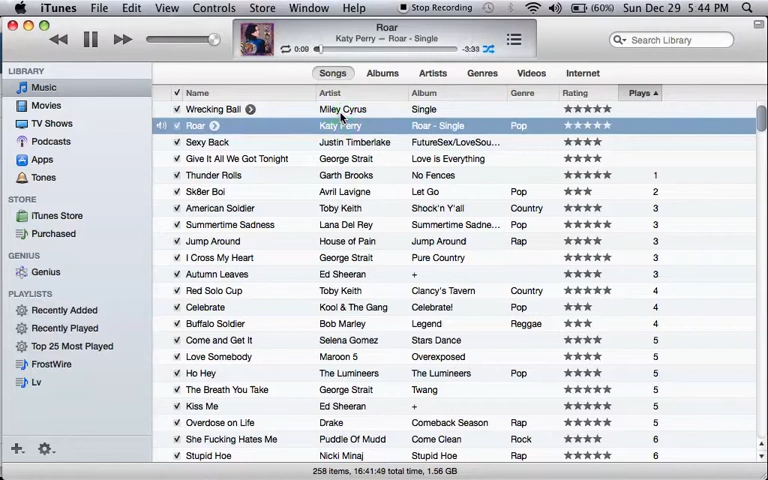 iTunes File Edit View Controls Store Window Help Stop Recording (60%) Sun Dec 29 5:44 PM
Roar
Katy Perry — Roar - Single
0:09 -3:33
Search Library
Songs Albums Artists Genres Videos Internet
LIBRARY
Music
Movies
TV Shows
Podcasts
Apps
Tones
STORE
iTunes Store
Purchased
GENIUS
Genius
PLAYLISTS
Recently Added
Recently Played
Top 25 Most Played
FrostWire
Lv
Name Artist Album Genre Rating Plays
Wrecking Ball Miley Cyrus Single
Roar Katy Perry Roar - Single Pop
Sexy Back Justin Timberlake FutureSex/LoveSou...
Give It All We Got Tonight George Strait Love is Everything
Thunder Rolls Garth Brooks No Fences 1
Sk8er Boi Avril Lavigne Let Go Pop 2
American Soldier Toby Keith Shock'n Y'all Country 3
Summertime Sadness Lana Del Rey Summertime Sadne... Pop 3
Jump Around House of Pain Jump Around Rap 3
I Cross My Heart George Strait Pure Country 3
Autumn Leaves Ed Sheeran + 3
Red Solo Cup Toby Keith Clancy's Tavern Country 4
Celebrate Kool & The Gang Celebrate! Pop 4
Buffalo Soldier Bob Marley Legend Reggae 4
Come and Get It Selena Gomez Stars Dance 5
Love Somebody Maroon 5 Overexposed 5
Ho Hey The Lumineers The Lumineers Pop 5
The Breath You Take George Strait Twang 5
Kiss Me Ed Sheeran + 5
Overdose on Life Drake Comeback Season Rap 5
She Fucking Hates Me Puddle Of Mudd Come Clean Rock 6
Stupid Hoe Nicki Minaj Rap 6
258 items, 16:41:49 total time, 1.56 GB